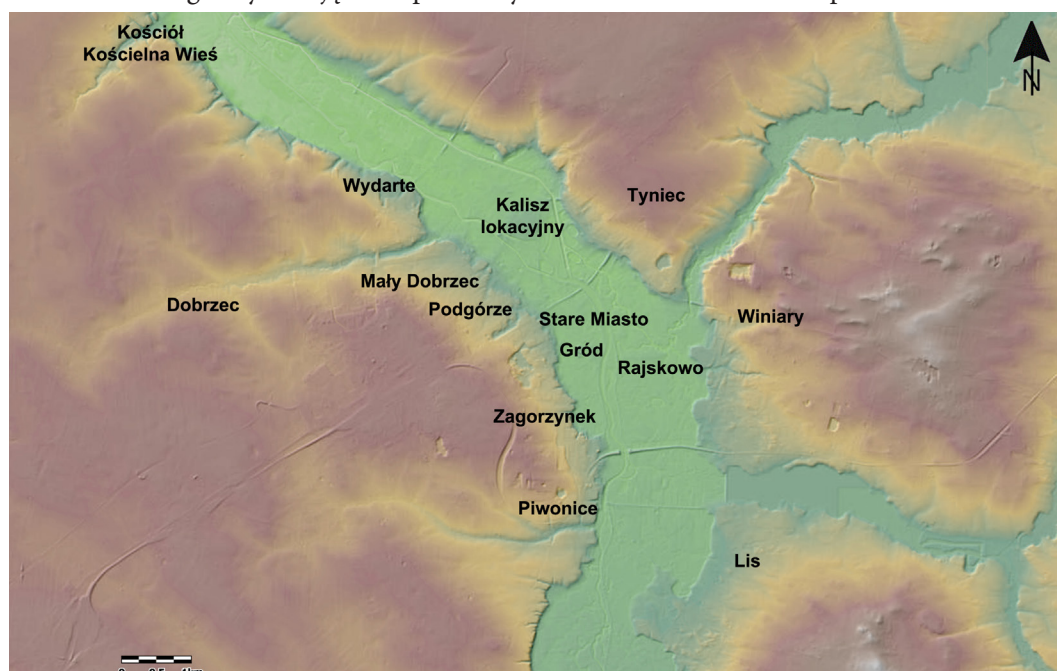 Kościół
Kościelna Wieś
N
Wydarte
Tyniec
Kalisz
lokacyjny
Mały Dobrzec
Dobrzec
Podgórze
Stare Miasto
Winiary
Gród
Rajskowo
Zagorzynek
Piwonice
Lis